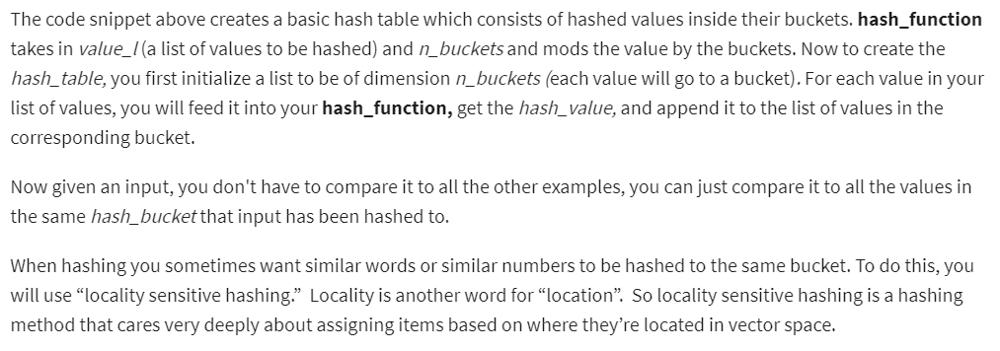 The code snippet above creates a basic hash table which consists of hashed values inside their buckets. hash_function
takes in value_l (a list of values to be hashed) and n_buckets and mods the value by the buckets. Now to create the
hash_table, you first initialize a list to be of dimension n_buckets (each value will go to a bucket). For each value in your
list of values, you will feed it into your hash_function, get the hash_value, and append it to the list of values in the
corresponding bucket.
Now given an input, you don't have to compare it to all the other examples, you can just compare it to all the values in
the same hash_bucket that input has been hashed to.
When hashing you sometimes want similar words or similar numbers to be hashed to the same bucket. To do this, you
will use “locality sensitive hashing.” Locality is another word for “location”. So locality sensitive hashing is a hashing
method that cares very deeply about assigning items based on where they’re located in vector space.